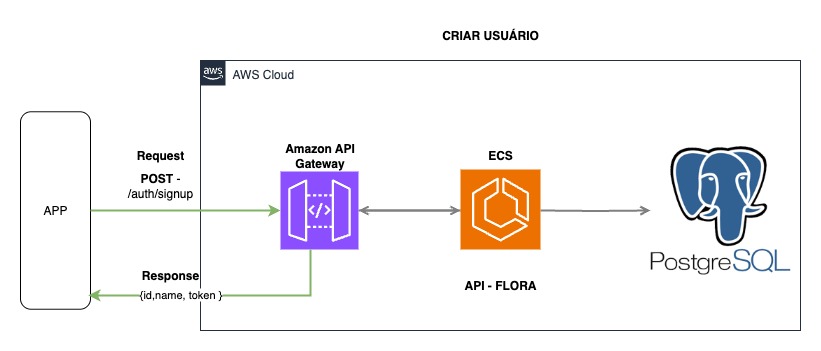 CRIAR USUÁRIO
aws
AWS Cloud
Request
POST -
/auth/signup
APP
Amazon API
Gateway
</>
ECS
PostgreSQL
Response
{id,name, token }
API - FLORA